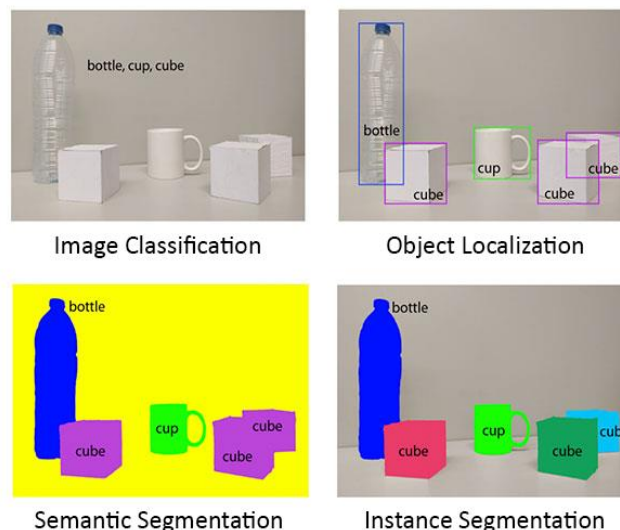 bottle, cup, cube
bottle
cup
cube
cube
cube
Image Classification
Object Localization
bottle
cup
cube
cube
cube
bottle
cup
cube
cube
cub
Semantic Segmentation
Instance Segmentation